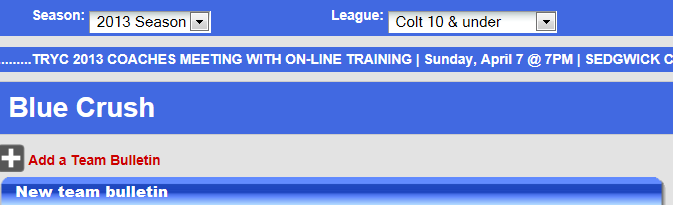 Season: 2013 Season League: Colt 10 & under
.........TRYC 2013 COACHES MEETING WITH ON-LINE TRAINING | Sunday, April 7 @ 7PM | SEDGWICK C
Blue Crush
Add a Team Bulletin
New team bulletin